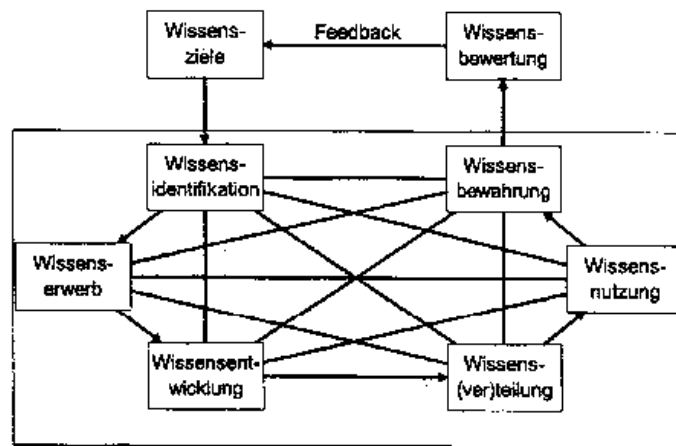 Wissens-
ziele
Feedback
Wissens-
bewertung
Wissens-
identifikation
Wissens-
bewahrung
Wissens-
erwerb
Wissens-
nutzung
Wissensent-
wicklung
Wissens-
(ver)teilung